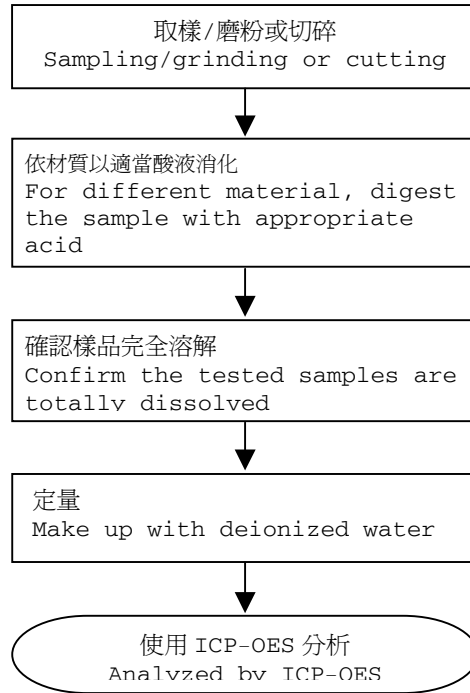 取樣/磨粉或切碎
Sampling/grinding or cutting
依材質以適當酸液消化
For different material, digest
the sample with appropriate
acid
確認樣品完全溶解
Confirm the tested samples are
totally dissolved
定量
Make up with deionized water
使用 ICP-OES 分析
Analyzed by ICP-OES